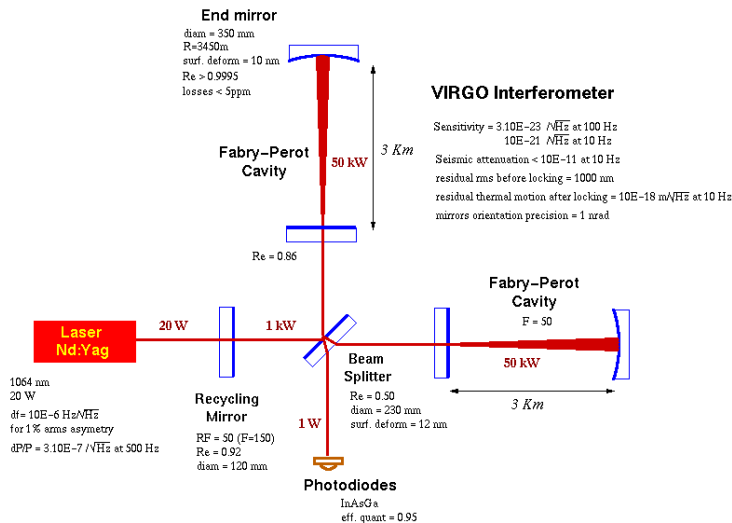 End mirror
diam = 350 mm
R=3450m
surf. deform = 10 nm
Re > 0.9995
losses < 5ppm
VIRGO Interferometer
Sensitivity = 3.10E-23 /√Hz at 100 Hz
10E-21 /√Hz at 10 Hz
Seismic attenuation < 10E-11 at 10 Hz
residual rms before locking = 1000 nm
residual thermal motion after locking = 10E-18 m/√Hz at 10 Hz
mirrors orientation precision = 1 nrad
Fabry-Perot
Cavity
50 kW
3 Km
Re = 0.86
Fabry-Perot
Cavity
F = 50
50 kW
3 Km
Laser
Nd:Yag
20 W
1 kW
1064 nm
20 W
df= 10E-6 Hz/√Hz
for 1% arms asymetry
dP/P = 3.10E-7 /√Hz at 500 Hz
Recycling
Mirror
RF = 50 (F=150)
Re = 0.92
diam = 120 mm
Beam
Splitter
Re = 0.50
diam = 230 mm
surf. deform = 12 nm
1 W
Photodiodes
InAsGa
eff. quant = 0.95